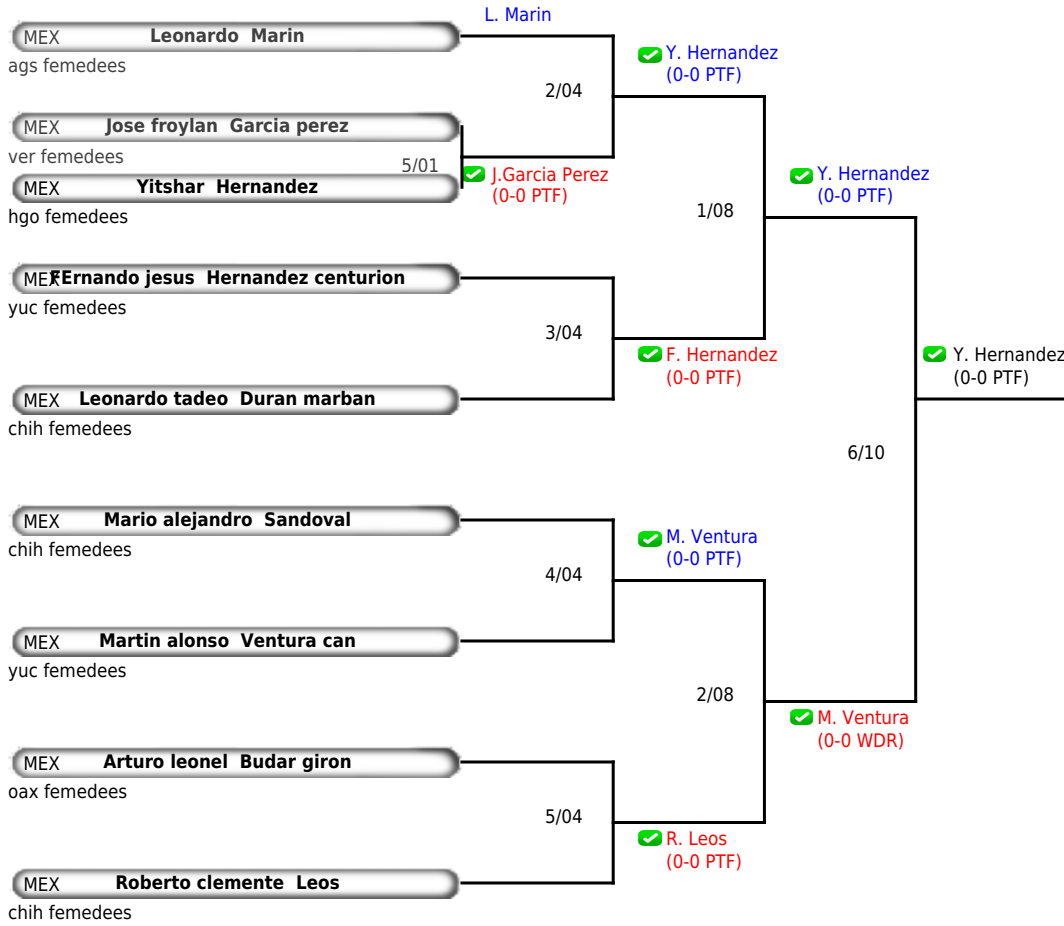 L. Marin
MEX Leonardo Marin
ags femedees
Y. Hernandez
(0-0 PTF)
2/04
MEX Jose froylan Garcia perez
ver femedees
5/01
J.Garcia Perez
(0-0 PTF)
MEX Yitshar Hernandez
hgo femedees
Y. Hernandez
(0-0 PTF)
1/08
MEX FErnando jesus Hernandez centurion
yuc femedees
3/04
F. Hernandez
(0-0 PTF)
Y. Hernandez
(0-0 PTF)
MEX Leonardo tadeo Duran marban
chih femedees
6/10
MEX Mario alejandro Sandoval
chih femedees
M. Ventura
(0-0 PTF)
4/04
MEX Martin alonso Ventura can
yuc femedees
2/08
M. Ventura
(0-0 WDR)
MEX Arturo leonel Budar giron
oax femedees
5/04
R. Leos
(0-0 PTF)
MEX Roberto clemente Leos
chih femedees